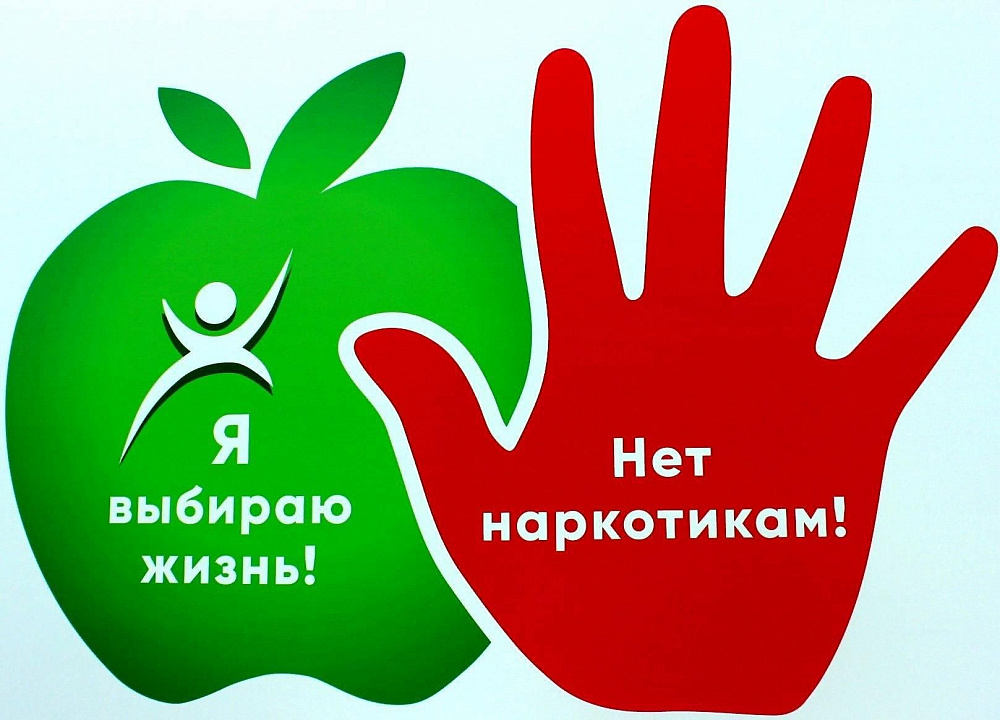 Я
выбираю
жизнь!
Нет
наркотикам!